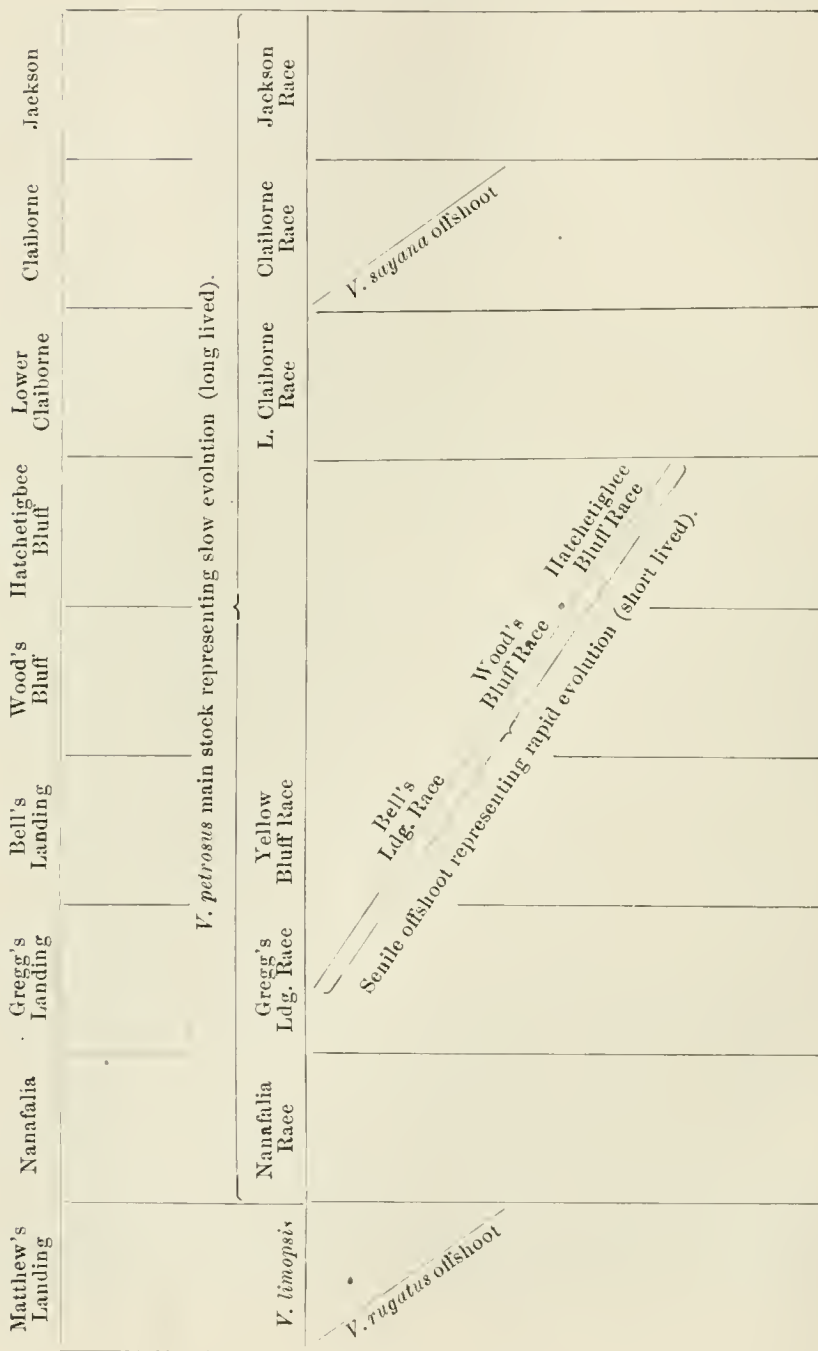 Matthew's
Landing
Nanafalia
Gregg's
Landing
Bell's
Landing
Wood's
Bluff
Hatchetigbee
Bluff
Lower
Claiborne
Claiborne
Jackson
V. petrosus main stock representing slow evolution (long lived).
V. limopsis
Nanafalia
Race
Gregg's
Ldg. Race
Yellow
Bluff Race
L. Claiborne
Race
Claiborne
Race
Jackson
Race
V. rugatus offshoot
Bell's
Ldg. Race
Wood's
Bluff Race
Hatchetigbee
Bluff Race
Senile offshoot representing rapid evolution (short lived).
V. sayana offshoot